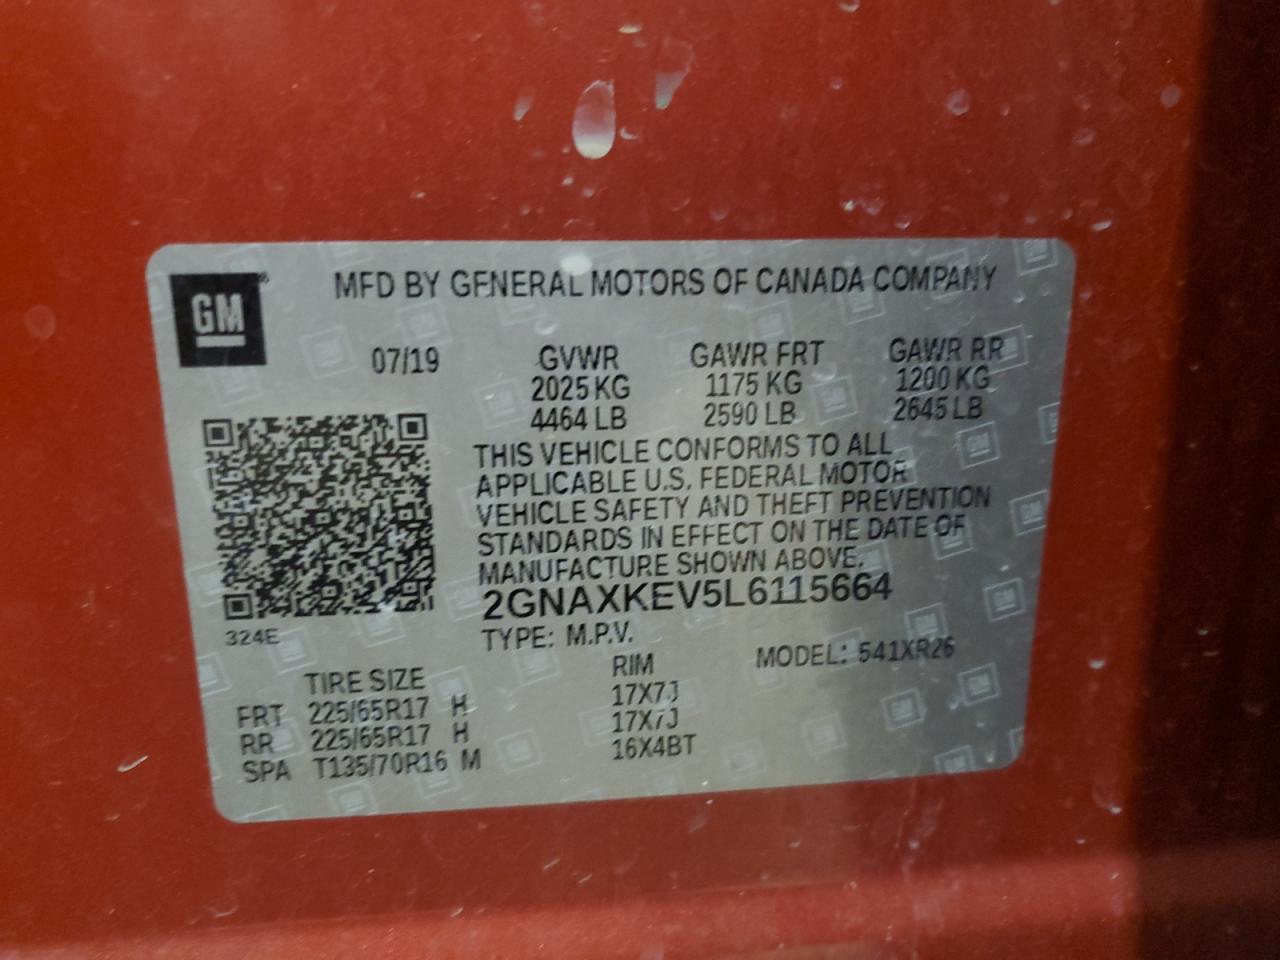 GM
MFD BY GENERAL MOTORS OF CANADA COMPANY
07/19 GVWR GAWR FRT GAWR RR
2025 KG 1175 KG 1200 KG
4464 LB 2590 LB 2645 LB
THIS VEHICLE CONFORMS TO ALL
APPLICABLE U.S. FEDERAL MOTOR
VEHICLE SAFETY AND THEFT PREVENTION
STANDARDS IN EFFECT ON THE DATE OF
MANUFACTURE SHOWN ABOVE.
2GNAXKEV5L6115664
324E
TYPE: M.P.V. MODEL: 541XR26
TIRE SIZE RIM
FRT 225/65R17 H 17X7J
RR 225/65R17 H 17X7J
SPA T135/70R16 M 16X4BT